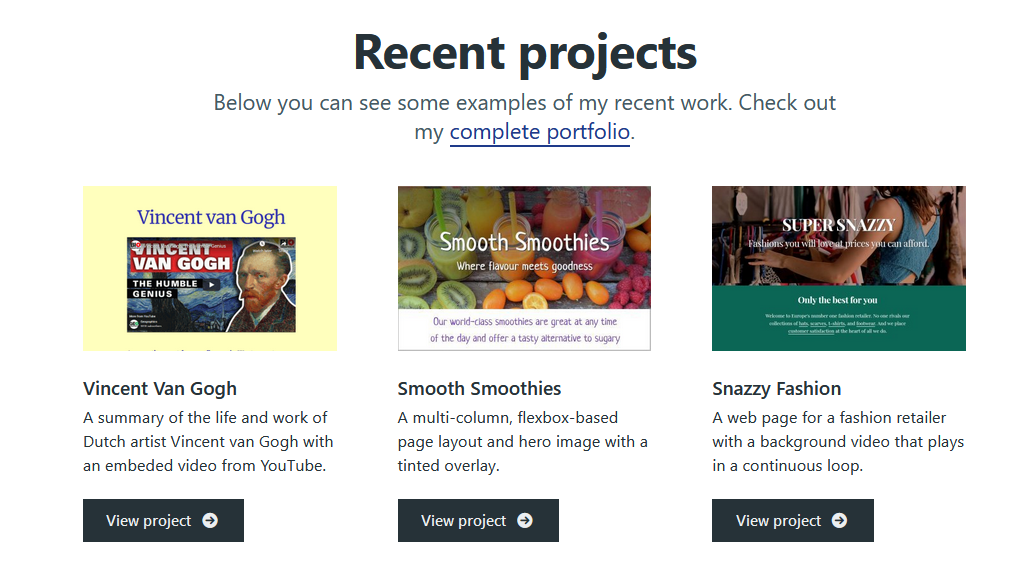 Recent projects
Below you can see some examples of my recent work. Check out
my complete portfolio.
Vincent van Gogh
VINCENT
VAN GOGH
THE HUMBLE
GENIUS
Smooth Smoothies
Where flavour meets goodness
Our world-class smoothies are great at any time
of the day and offer a tasty alternative to sugary
SUPER SNAZZY
Fashions you will love at prices you can afford.
Only the best for you
Welcome to Europe's number one fashion retailer. No one rivals our
collections of hats, scarves, t-shirts, and footwear. And we place
customer satisfaction at the heart of all we do.
Vincent Van Gogh
A summary of the life and work of
Dutch artist Vincent van Gogh with
an embeded video from YouTube.
View project
Smooth Smoothies
A multi-column, flexbox-based
page layout and hero image with a
tinted overlay.
View project
Snazzy Fashion
A web page for a fashion retailer
with a background video that plays
in a continuous loop.
View project